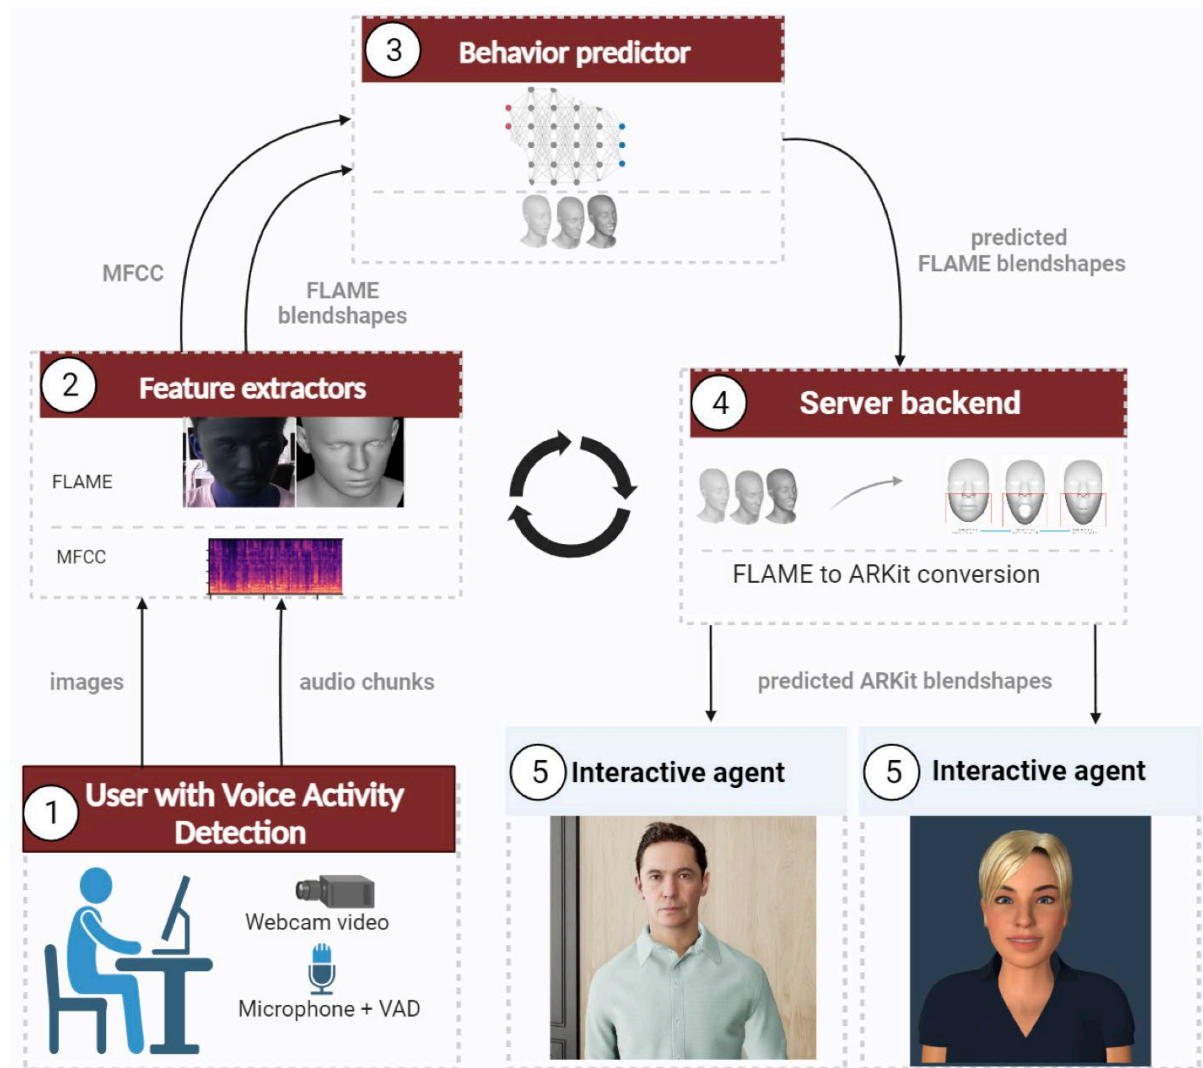 3
Behavior predictor
MFCC
FLAME
blendshapes
predicted
FLAME blendshapes
2
Feature extractors
FLAME
MFCC
4
Server backend
FLAME to ARKit conversion
images
audio chunks
predicted ARKit blendshapes
1
User with Voice Activity
Detection
Webcam video
Microphone + VAD
5
Interactive agent
5
Interactive agent